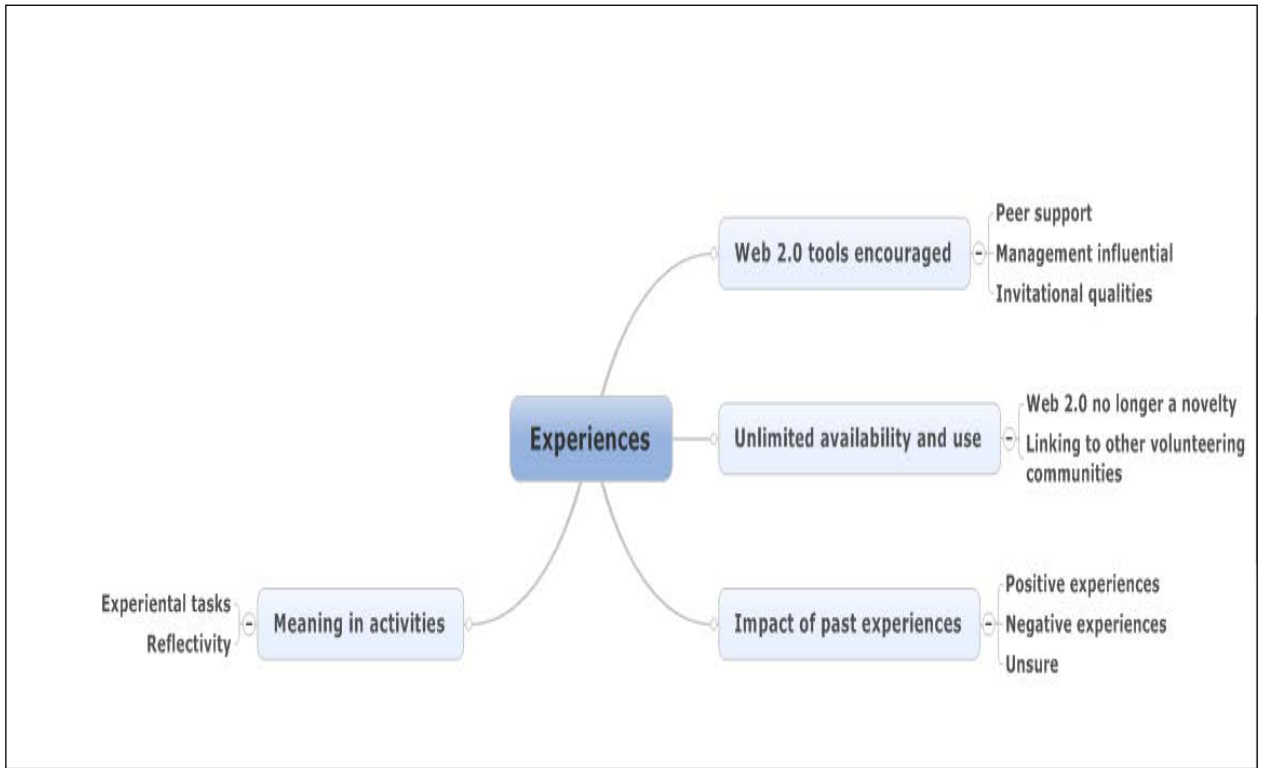 Peer support
Web 2.0 tools encouraged
Management influential
Invitational qualities
Experiences
Unlimited availability and use
Web 2.0 no longer a novelty
Linking to other volunteering
communities
Experiental tasks
Meaning in activities
Reflectivity
Impact of past experiences
Positive experiences
Negative experiences
Unsure